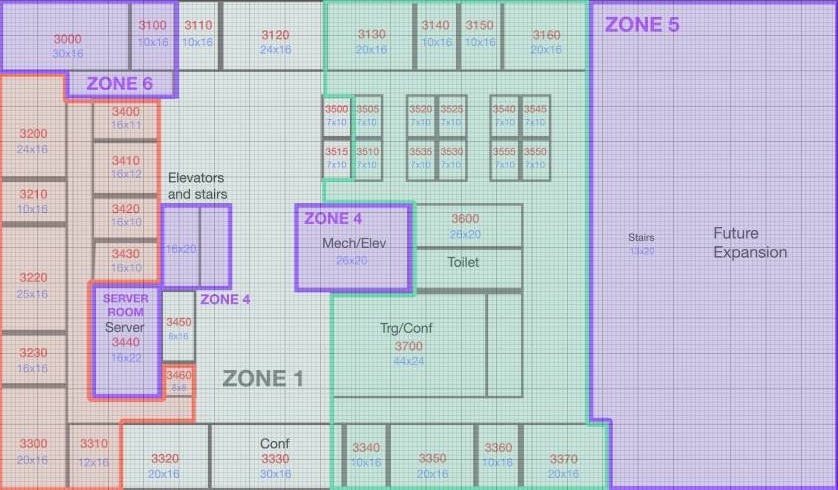 3000
30x16
3100
10x16
3110
10x16
3120
24x16
3130
20x16
3140
10x16
3150
10x16
3160
20x16
ZONE 5
ZONE 6
3200
24x16
3400
16x11
3410
16x12
3210
10x16
3420
16x10
3430
16x10
3220
25x16
3500
7x10
3505
7x10
3520
7x10
3525
7x10
3540
7x10
3545
7x10
3515
7x10
3510
7x10
3535
7x10
3530
7x10
3555
7x10
3550
7x10
Elevators
and stairs
16x20
ZONE 4
ZONE 4
Mech/Elev
26x20
3600
26x20
Toilet
Stairs
13x20
Future
Expansion
SERVER
ROOM
Server
3440
16x22
3450
8x16
3460
8x8
ZONE 1
Trg/Conf
3700
44x24
3230
16x16
3300
20x16
3310
12x16
3320
20x16
Conf
3330
30x16
3340
10x16
3350
20x16
3360
10x16
3370
20x16